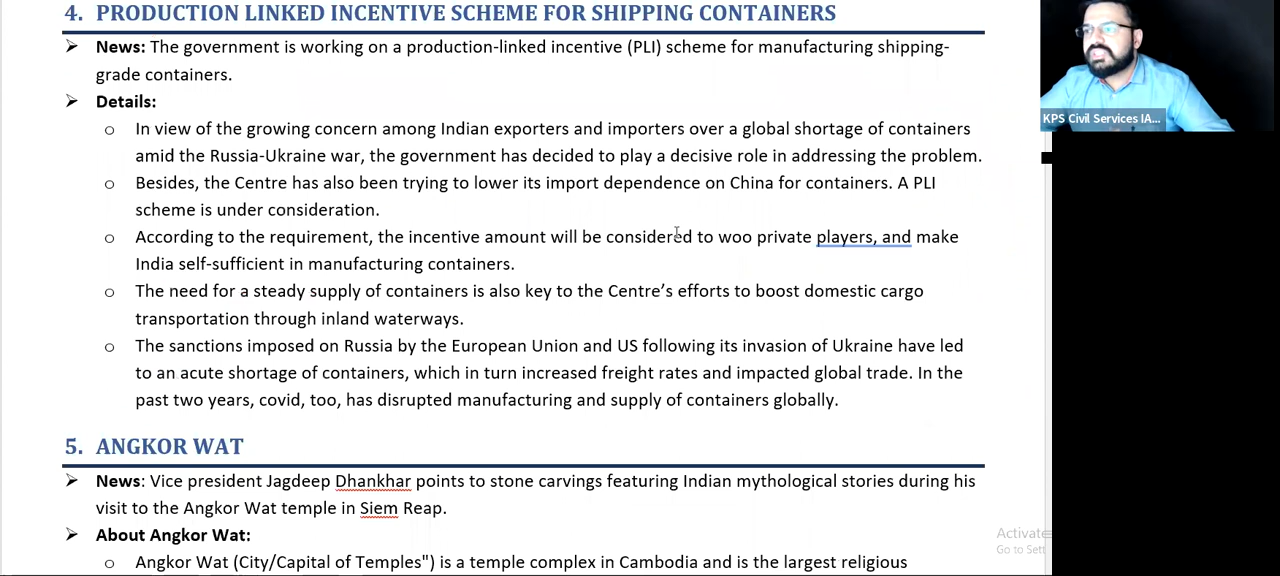 4. PRODUCTION LINKED INCENTIVE SCHEME FOR SHIPPING CONTAINERS
➢ News: The government is working on a production-linked incentive (PLI) scheme for manufacturing shipping-
grade containers.
➢ Details:
o In view of the growing concern among Indian exporters and importers over a global shortage of containers
amid the Russia-Ukraine war, the government has decided to play a decisive role in addressing the problem.
o Besides, the Centre has also been trying to lower its import dependence on China for containers. A PLI
scheme is under consideration.
o According to the requirement, the incentive amount will be considered to woo private players, and make
India self-sufficient in manufacturing containers.
o The need for a steady supply of containers is also key to the Centre’s efforts to boost domestic cargo
transportation through inland waterways.
o The sanctions imposed on Russia by the European Union and US following its invasion of Ukraine have led
to an acute shortage of containers, which in turn increased freight rates and impacted global trade. In the
past two years, covid, too, has disrupted manufacturing and supply of containers globally.
5. ANGKOR WAT
➢ News: Vice president Jagdeep Dhankhar points to stone carvings featuring Indian mythological stories during his
visit to the Angkor Wat temple in Siem Reap.
➢ About Angkor Wat:
o Angkor Wat (City/Capital of Temples") is a temple complex in Cambodia and is the largest religious
KPS Civil Services IA...
Activate
Go to Sett